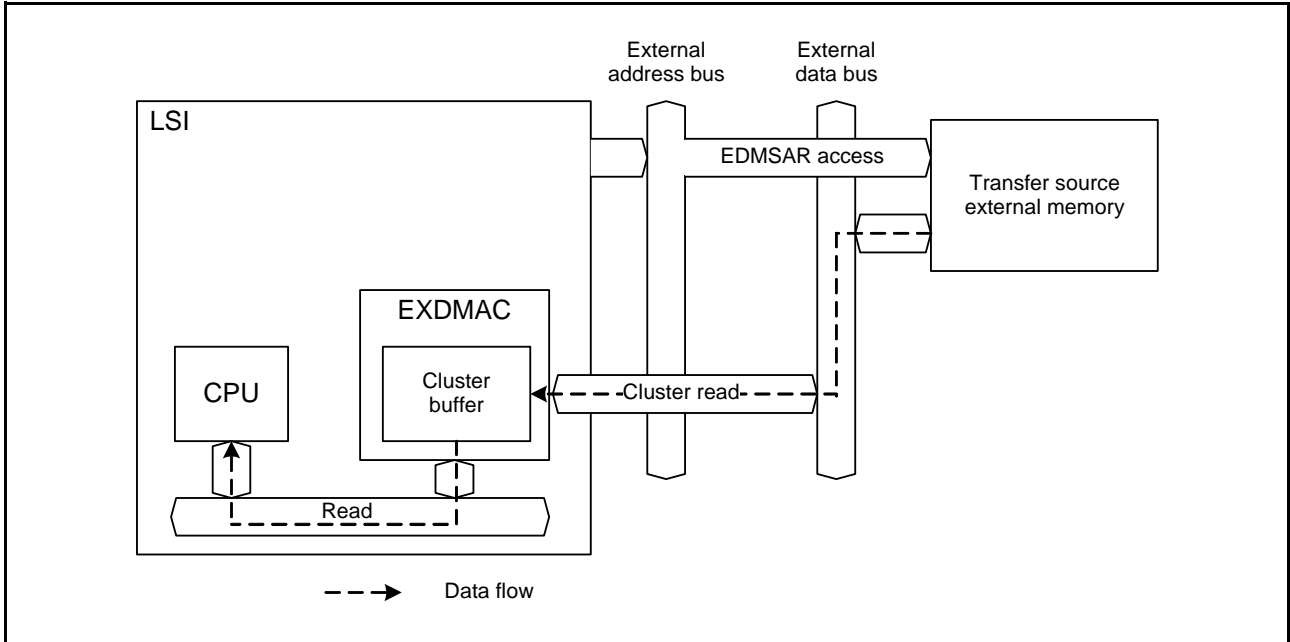 External
address bus
External
data bus
LSI
EDMSAR access
Transfer source
external memory
EXDMAC
CPU
Cluster
buffer
Cluster read
Read
Data flow